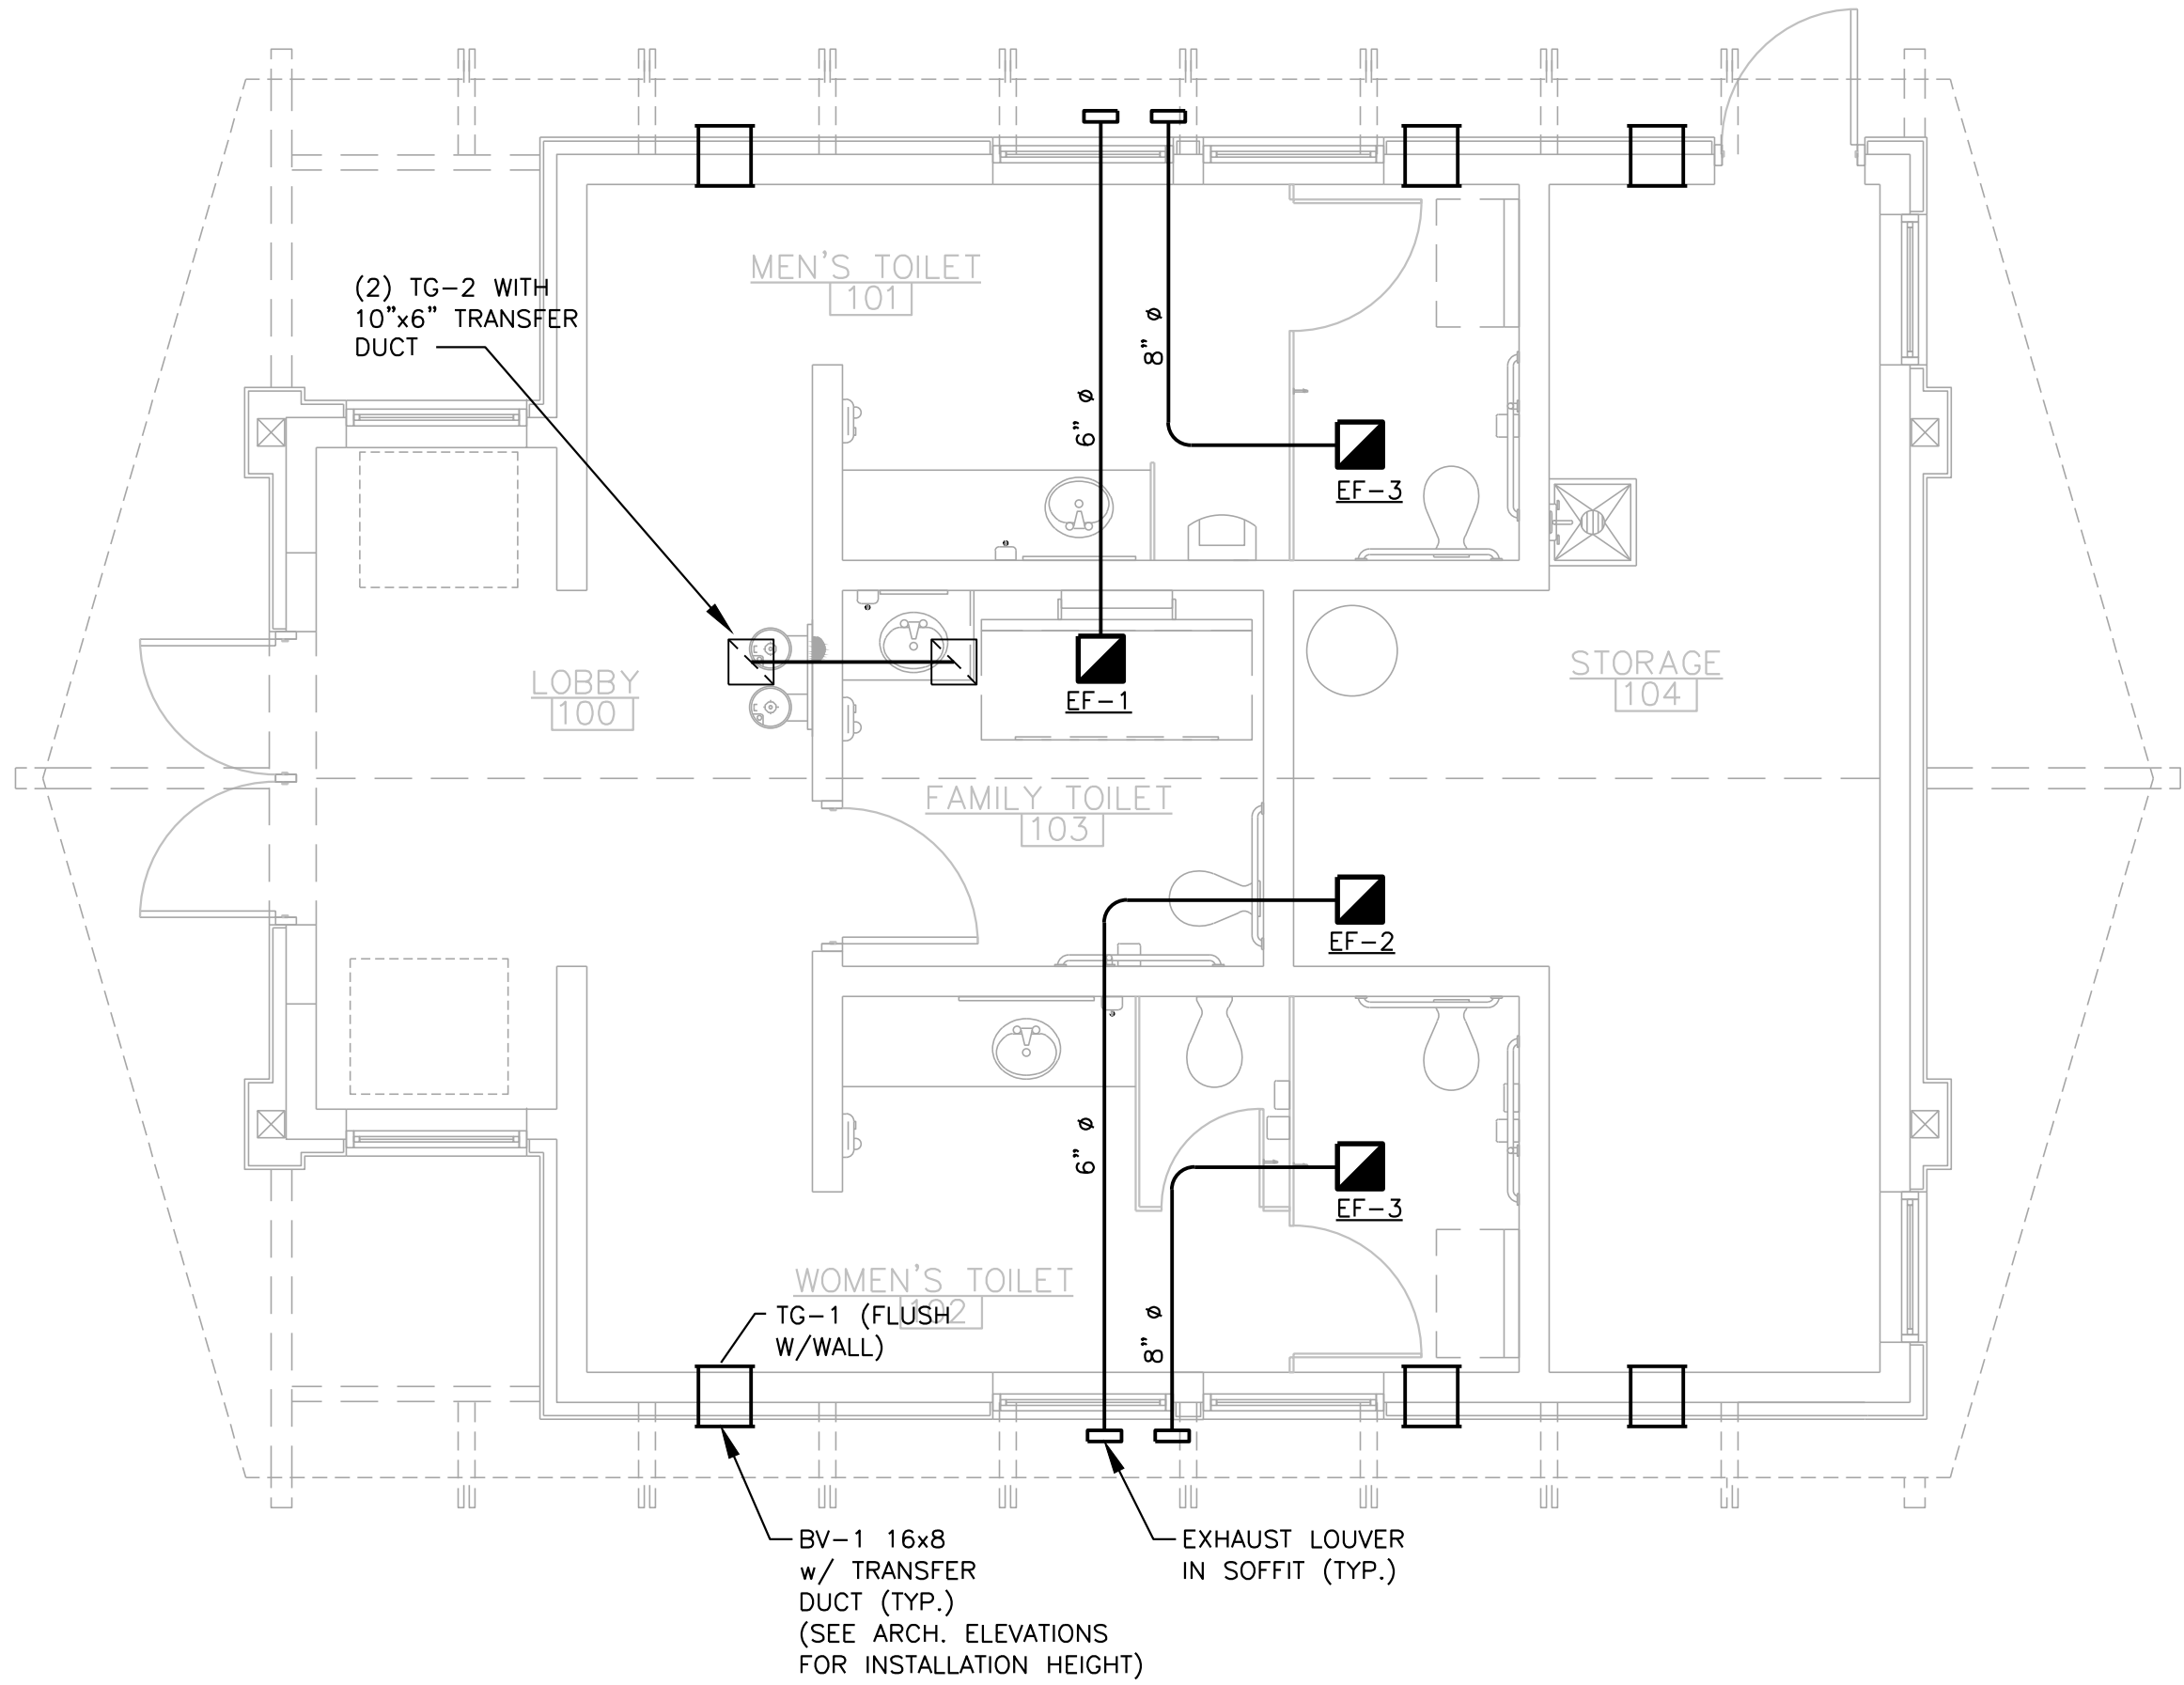 MEN'S TOILET
101
(2) TG-2 WITH
10"x6" TRANSFER
DUCT
8" ø
6" ø
EF-3
LOBBY
100
EF-1
STORAGE
104
FAMILY TOILET
103
EF-2
6" ø
EF-3
WOMEN'S TOILET
102
TG-1 (FLUSH
W/WALL)
8" ø
BV-1 16x8
w/ TRANSFER
DUCT (TYP.)
(SEE ARCH. ELEVATIONS
FOR INSTALLATION HEIGHT)
EXHAUST LOUVER
IN SOFFIT (TYP.)